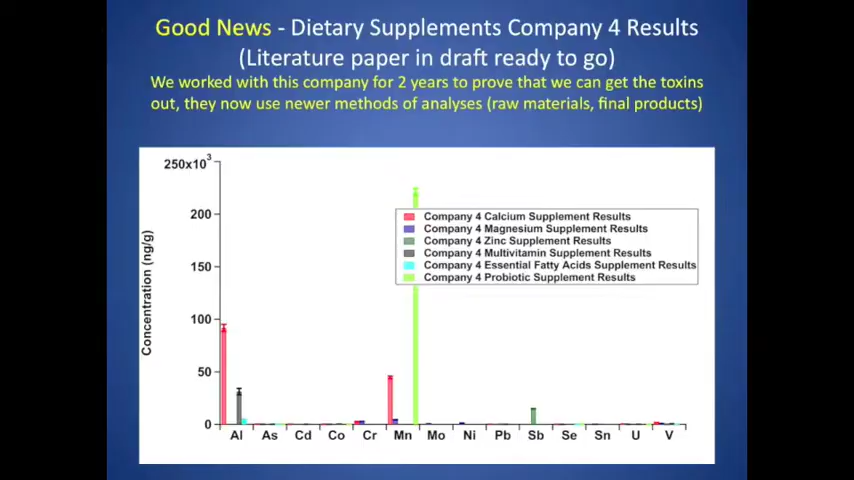 Good News - Dietary Supplements Company 4 Results
(Literature paper in draft ready to go)
We worked with this company for 2 years to prove that we can get the toxins
out, they now use newer methods of analyses (raw materials, final products)
250x10³
200
150
100
50
0
Concentration (ng/g)
Company 4 Calcium Supplement Results
Company 4 Magnesium Supplement Results
Company 4 Zinc Supplement Results
Company 4 Multivitamin Supplement Results
Company 4 Essential Fatty Acids Supplement Results
Company 4 Probiotic Supplement Results
Al As Cd Co Cr Mn Mo Ni Pb Sb Se Sn U V